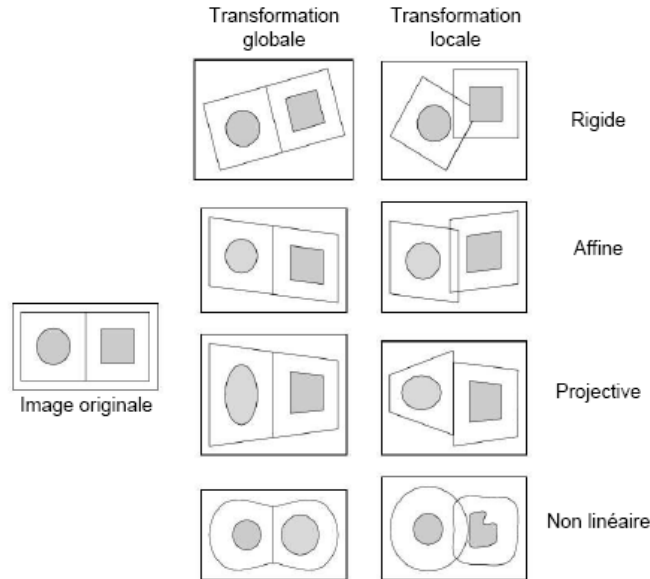 Transformation
globale
Transformation
locale
Rigide
Affine
Image originale
Projective
Non linéaire